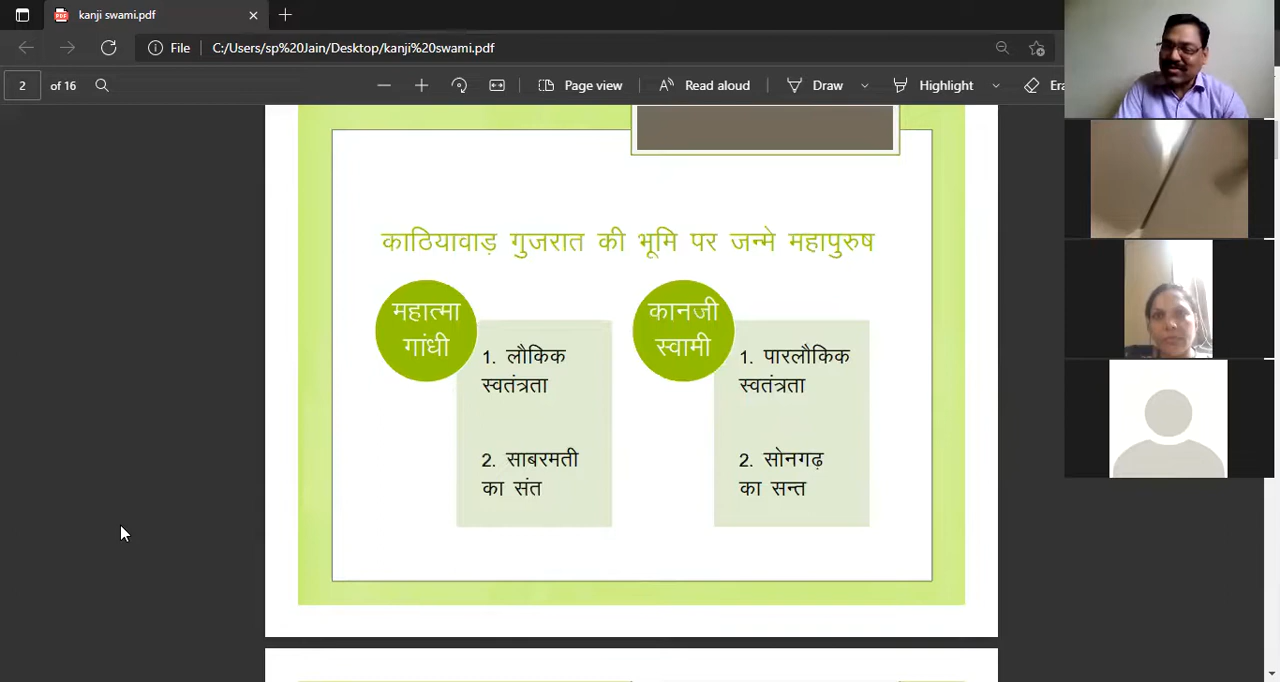 kanji swami.pdf
File C:/Users/sp%20Jain/Desktop/kanji%20swami.pdf
2 of 16 Page view Read aloud Draw Highlight
काठियावाड़ गुजरात की भूमि पर जन्मे महापुरुष
महात्मा
गांधी
1. लौकिक
स्वतंत्रता
2. साबरमती
का संत
कानजी
स्वामी
1. पारलौकिक
स्वतंत्रता
2. सोनगढ़
का सन्त